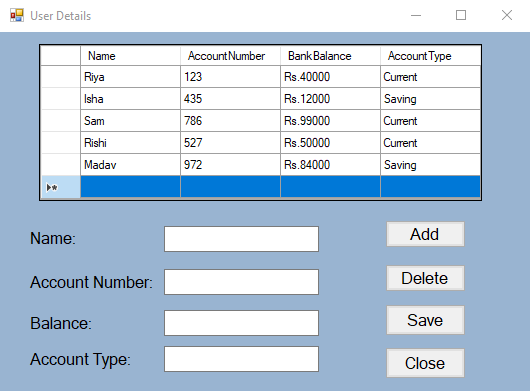 User Details
Name AccountNumber BankBalance AccountType
Riya 123 Rs.40000 Current
Isha 435 Rs.12000 Saving
Sam 786 Rs.99000 Current
Rishi 527 Rs.50000 Current
Madav 972 Rs.84000 Saving
Name: Add
Account Number: Delete
Balance: Save
Account Type: Close